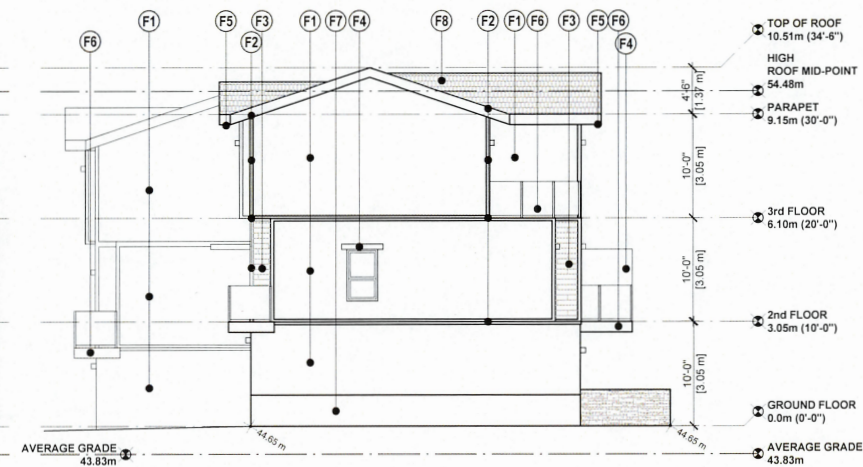 F6
F1
F5
F2
F3
F1
F7
F4
F8
F2
F1
F6
F3
F5
F6
F4
TOP OF ROOF
10.51m (34'-6")
HIGH
ROOF MID-POINT
54.48m
PARAPET
9.15m (30'-0")
3rd FLOOR
6.10m (20'-0")
2nd FLOOR
3.05m (10'-0")
GROUND FLOOR
0.0m (0'-0")
AVERAGE GRADE
43.83m
4'-6"
[1.37 m]
10'-0"
[3.05 m]
10'-0"
[3.05 m]
10'-0"
[3.05 m]
44.65 m
44.65 m
AVERAGE GRADE
43.83m